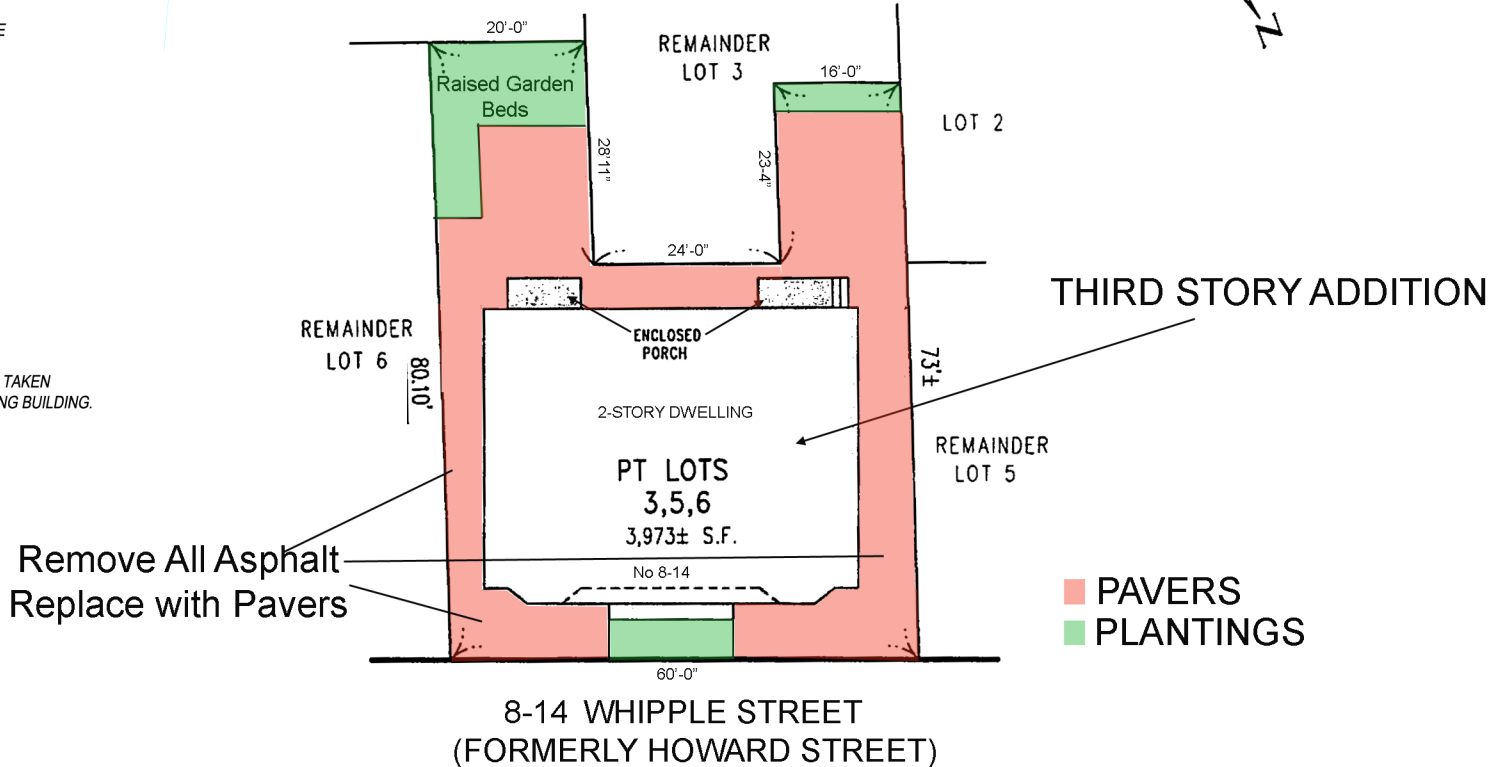 E
20'-0"
REMAINDER
LOT 3
16'-0"
N
Raised Garden
Beds
LOT 2
28'11"
23-4"
24'-0"
THIRD STORY ADDITION
REMAINDER
LOT 6
ENCLOSED
PORCH
80.10'
73'±
TAKEN
NG BUILDING.
2-STORY DWELLING
REMAINDER
LOT 5
PT LOTS
3,5,6
3,973± S.F.
Remove All Asphalt
Replace with Pavers
No 8-14
PAVERS
PLANTINGS
60'-0"
8-14 WHIPPLE STREET
(FORMERLY HOWARD STREET)